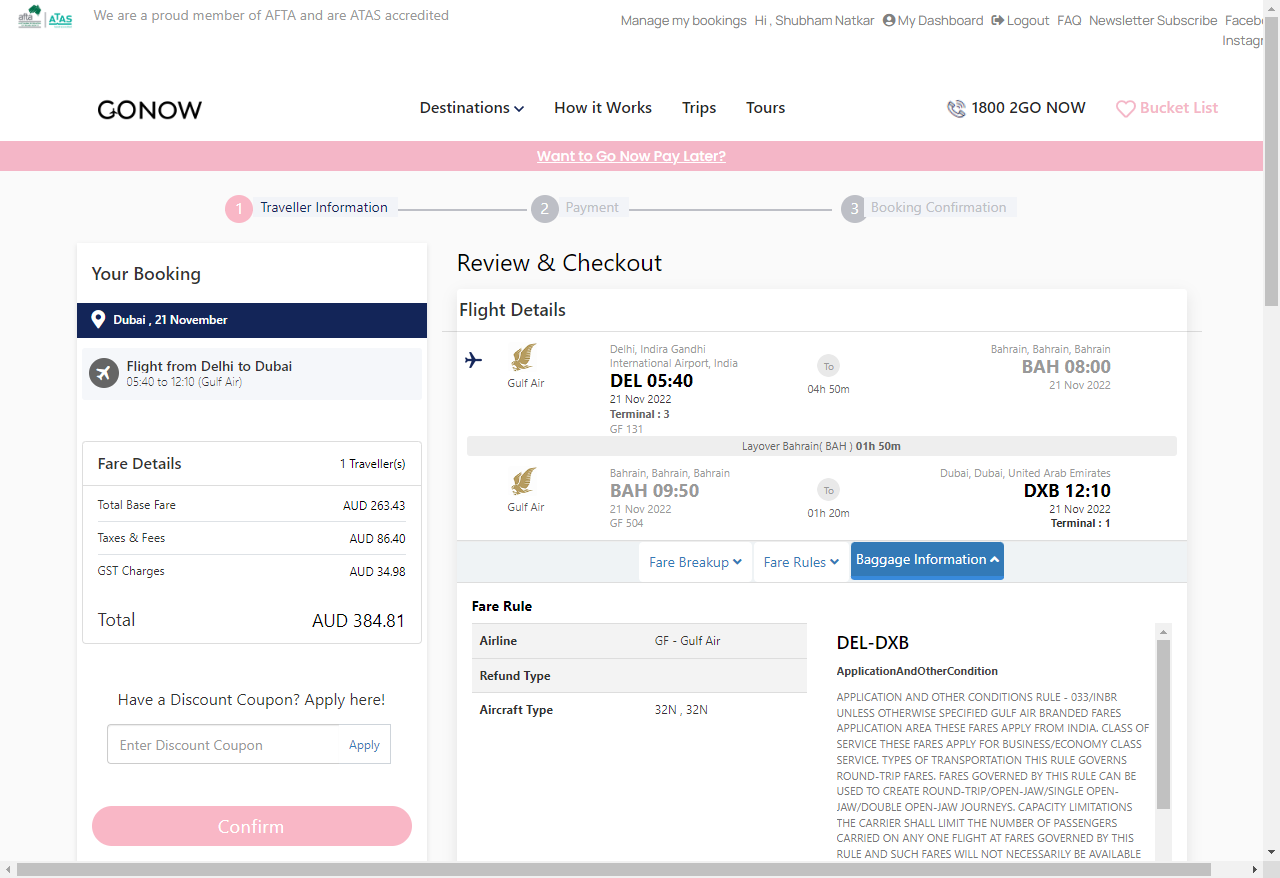 afta
ATAS
We are a proud member of AFTA and are ATAS accredited
Manage my bookings Hi , Shubham Natkar My Dashboard Logout FAQ Newsletter Subscribe
GONOW
Destinations How it Works Trips Tours 1800 2GO NOW Bucket List
Want to Go Now Pay Later?
1 Traveller Information 2 Payment 3 Booking Confirmation
Your Booking
Dubai , 21 November
Flight from Delhi to Dubai
05:40 to 12:10 (Gulf Air)
Fare Details 1 Traveller(s)
Total Base Fare AUD 263.43
Taxes & Fees AUD 86.40
GST Charges AUD 34.98
Total AUD 384.81
Have a Discount Coupon? Apply here!
Enter Discount Coupon Apply
Confirm
Review & Checkout
Flight Details
Gulf Air
Delhi, Indira Gandhi
International Airport, India
DEL 05:40
21 Nov 2022
Terminal : 3
GF 131
To
04h 50m
Bahrain, Bahrain, Bahrain
BAH 08:00
21 Nov 2022
Layover Bahrain( BAH ) 01h 50m
Gulf Air
Bahrain, Bahrain, Bahrain
BAH 09:50
21 Nov 2022
GF 504
To
01h 20m
Dubai, Dubai, United Arab Emirates
DXB 12:10
21 Nov 2022
Terminal : 1
Fare Breakup Fare Rules Baggage Information
Fare Rule
Airline GF - Gulf Air
Refund Type
Aircraft Type 32N , 32N
DEL-DXB
ApplicationAndOtherCondition
APPLICATION AND OTHER CONDITIONS RULE - 033/INBR
UNLESS OTHERWISE SPECIFIED GULF AIR BRANDED FARES
APPLICATION AREA THESE FARES APPLY FROM INDIA. CLASS OF
SERVICE THESE FARES APPLY FOR BUSINESS/ECONOMY CLASS
SERVICE. TYPES OF TRANSPORTATION THIS RULE GOVERNS
ROUND-TRIP FARES. FARES GOVERNED BY THIS RULE CAN BE
USED TO CREATE ROUND-TRIP/OPEN-JAW/SINGLE OPEN-
JAW/DOUBLE OPEN-JAW JOURNEYS. CAPACITY LIMITATIONS
THE CARRIER SHALL LIMIT THE NUMBER OF PASSENGERS
CARRIED ON ANY ONE FLIGHT AT FARES GOVERNED BY THIS
RULE AND SUCH FARES WILL NOT NECESSARILY BE AVAILABLE